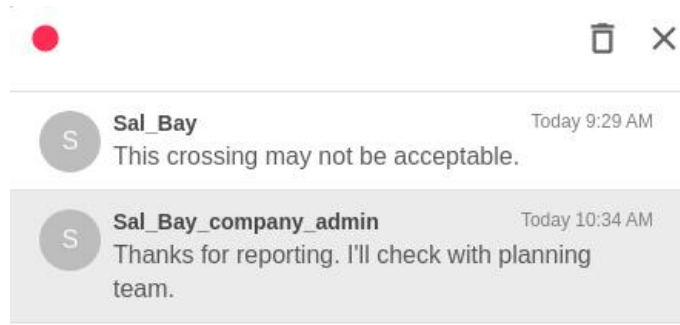 S
Sal_Bay Today 9:29 AM
This crossing may not be acceptable.
S
Sal_Bay_company_admin Today 10:34 AM
Thanks for reporting. I'll check with planning
team.